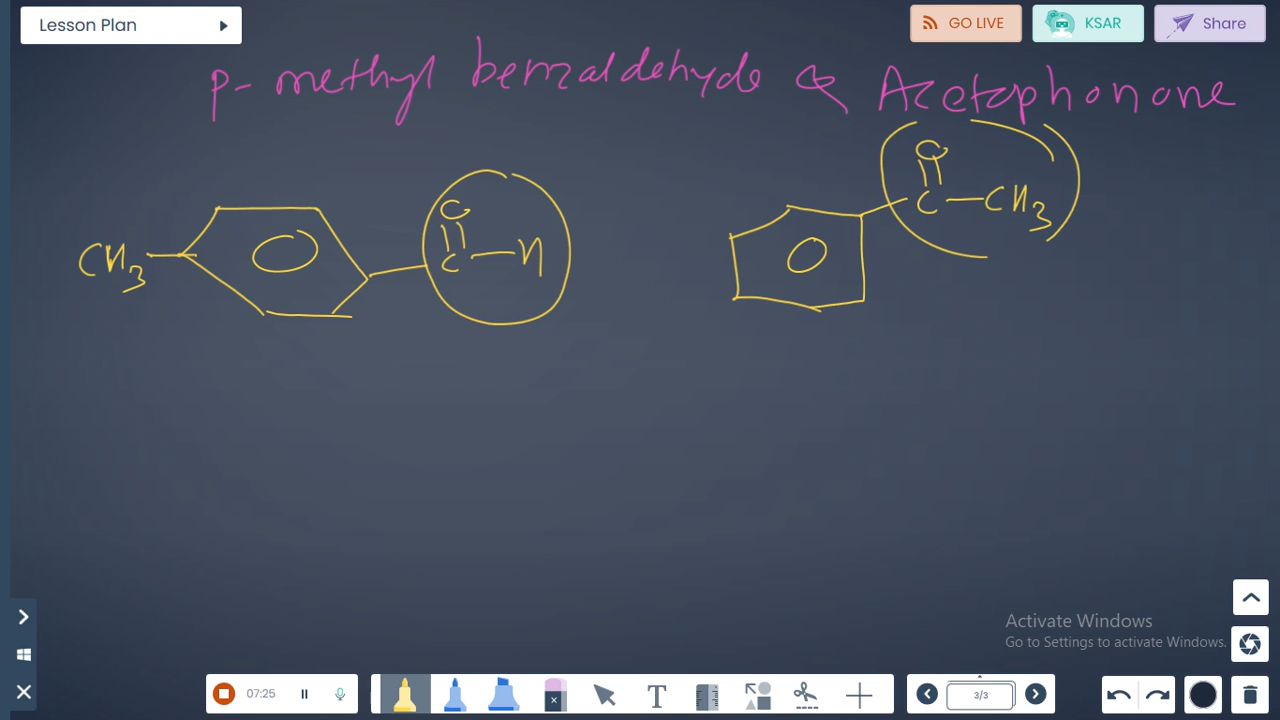 Lesson Plan
GO LIVE
KSAR
Share
p- methyl benzaldehyde & Acetophonone
O
C - CH3
O
CH3
C - H
Activate Windows
Go to Settings to activate Windows.
07:25
T
3/3